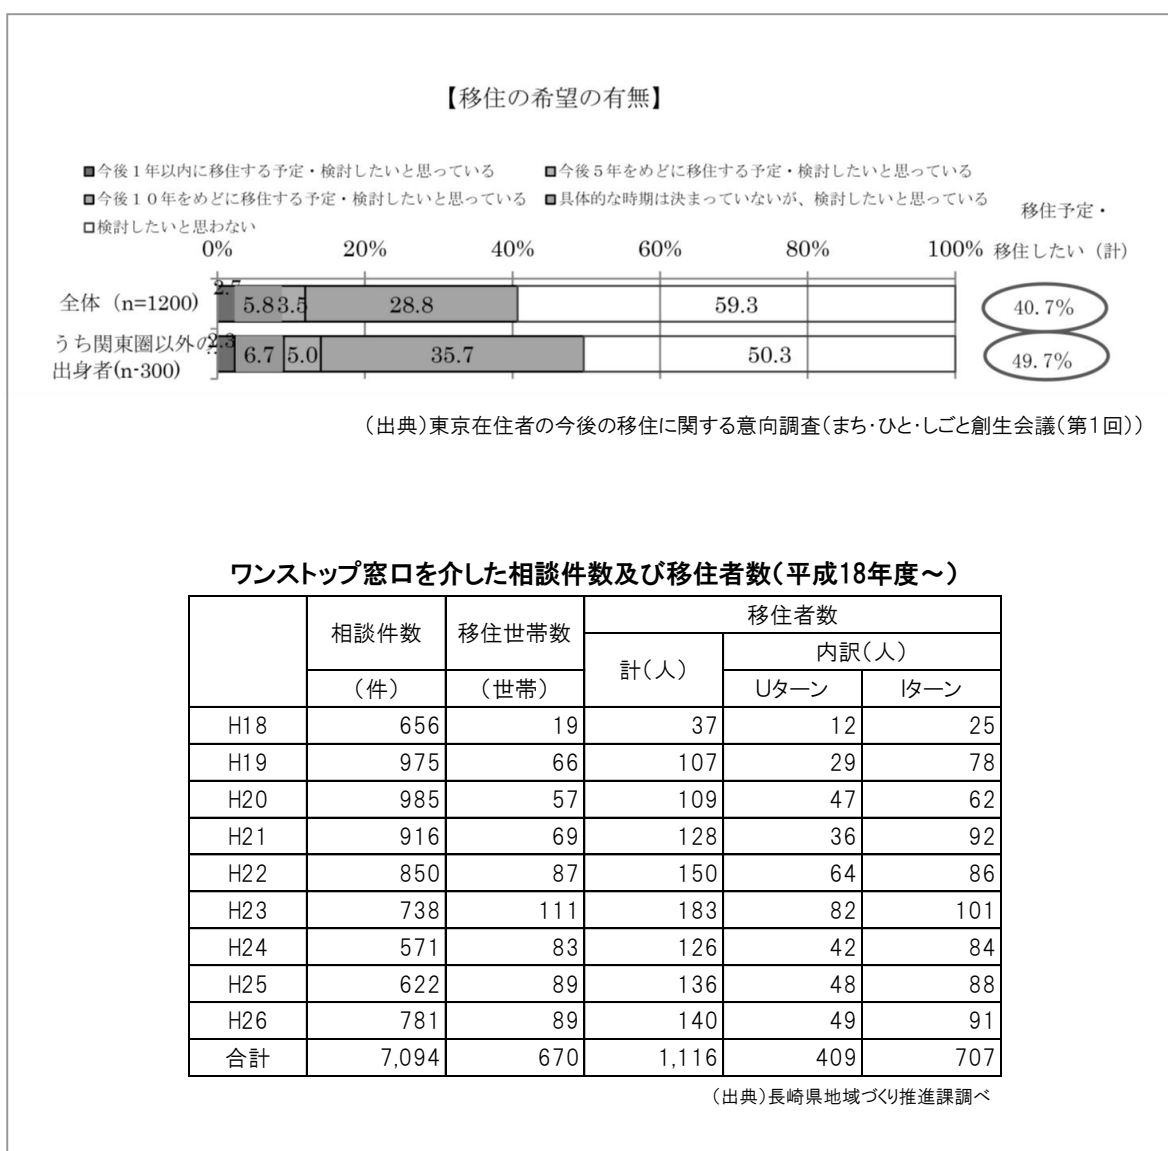 【移住の希望の有無】
■今後１年以内に移住する予定・検討したいと思っている ■今後５年をめどに移住する予定・検討したいと思っている
■今後１０年をめどに移住する予定・検討したいと思っている ■具体的な時期は決まっていないが、検討したいと思っている
□検討したいと思わない
移住予定・
移住したい（計）
0% 20% 40% 60% 80% 100%
全体（n=1200） 2.7 5.8 3.5 28.8 59.3 40.7%
うち関東圏以外の
出身者(n-300) 2.3 6.7 5.0 35.7 50.3 49.7%
（出典）東京在住者の今後の移住に関する意向調査（まち・ひと・しごと創生会議（第１回））
ワンストップ窓口を介した相談件数及び移住者数（平成18年度～）
相談件数 移住世帯数 移住者数
計（人） 内訳（人）
（件） （世帯） Uターン Iターン
H18 656 19 37 12 25
H19 975 66 107 29 78
H20 985 57 109 47 62
H21 916 69 128 36 92
H22 850 87 150 64 86
H23 738 111 183 82 101
H24 571 83 126 42 84
H25 622 89 136 48 88
H26 781 89 140 49 91
合計 7,094 670 1,116 409 707
（出典）長崎県地域づくり推進課調べ